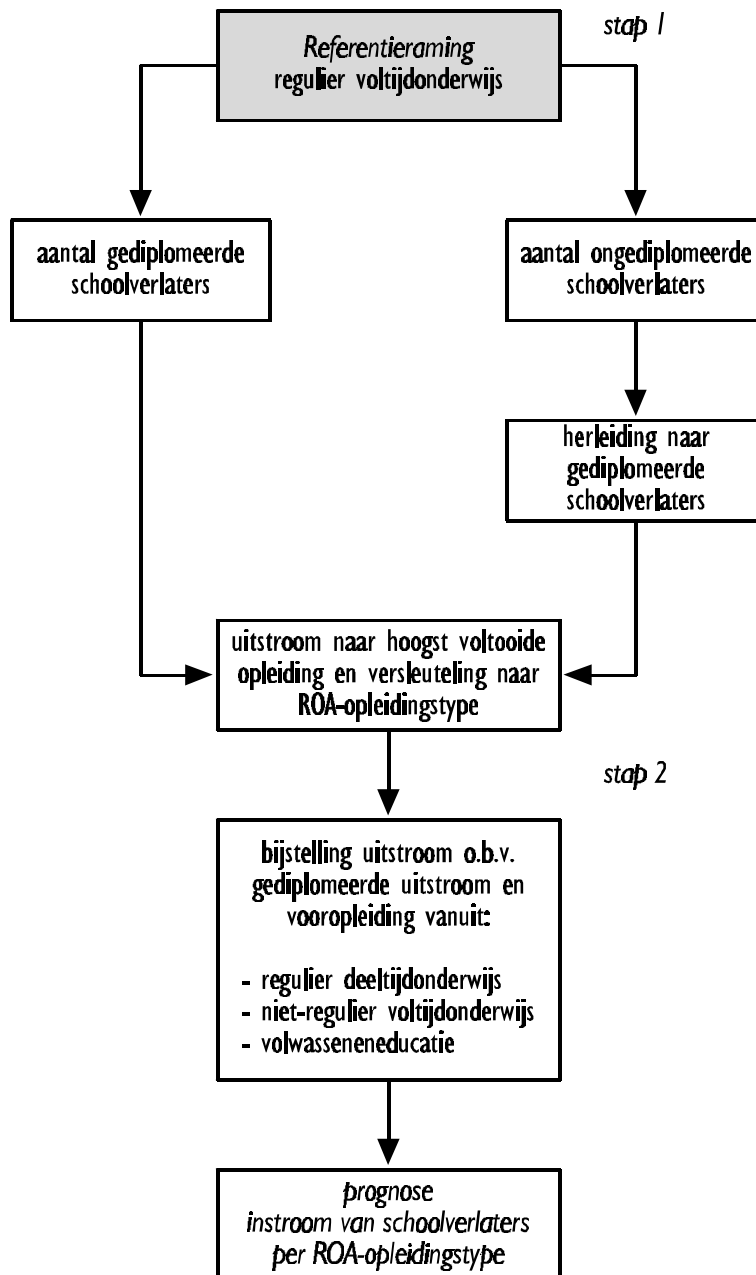 stap 1
Referentieraming
regulier voltijdonderwijs
aantal gediplomeerde
schoolverlaters
aantal ongediplomeerde
schoolverlaters
herleiding naar
gediplomeerde
schoolverlaters
uitstroom naar hoogst voltooide
opleiding en versleuteling naar
ROA-opleidingstype
stap 2
bijstelling uitstroom o.b.v.
gediplomeerde uitstroom en
vooropleiding vanuit:
- regulier deeltijdonderwijs
- niet-regulier voltijdonderwijs
- volwasseneneducatie
prognose
instroom van schoolverlaters
per ROA-opleidingstype